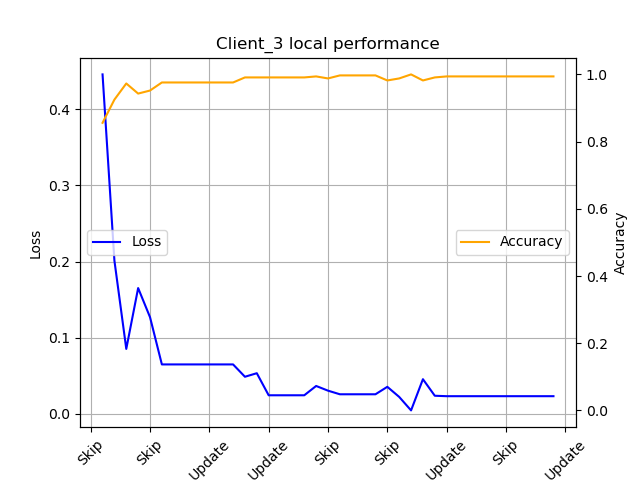 Client_3 local performance
0.4
0.3
0.2
0.1
0.0
Loss
Loss
Accuracy
1.0
0.8
0.6
0.4
0.2
0.0
Accuracy
Skip
Skip
Update
Update
Skip
Skip
Update
Skip
Update